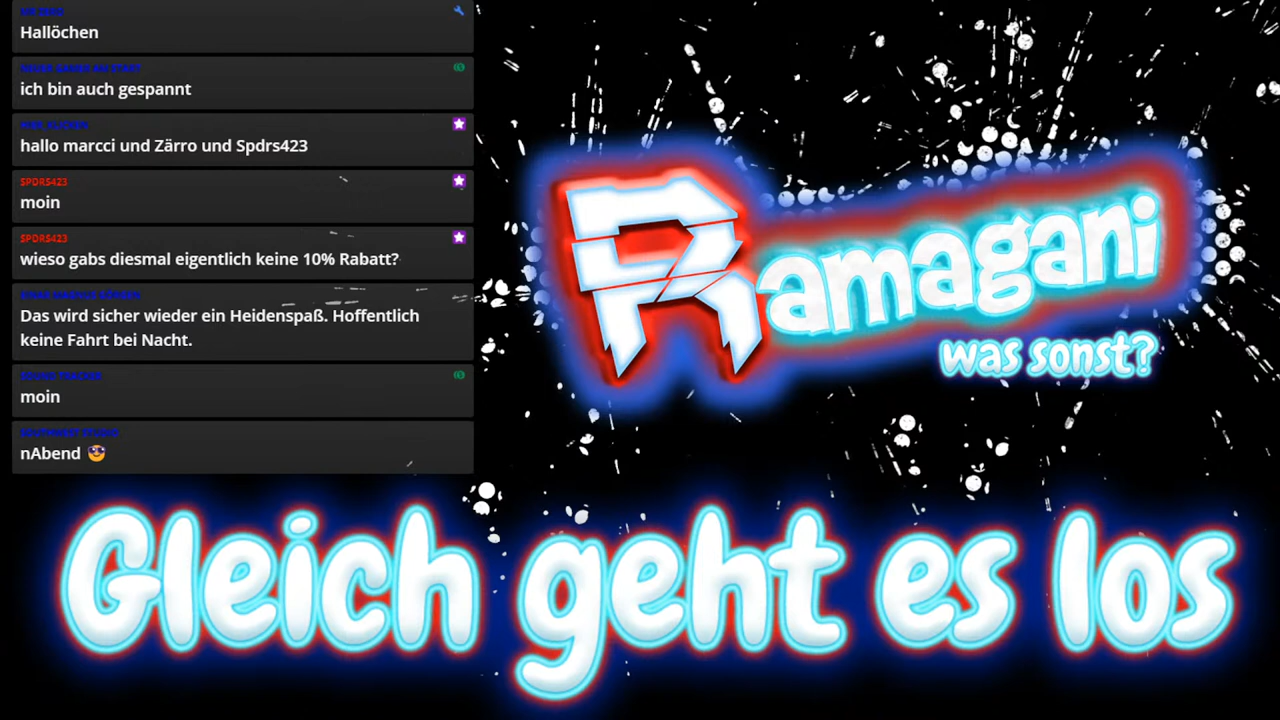 Hallöchen
ich bin auch gespannt
hallo marcci und Zärro und Spdrs423
SPDRS423
moin
SPDRS423
wieso gabs diesmal eigentlich keine 10% Rabatt?
Das wird sicher wieder ein Heidenspaß. Hoffentlich
keine Fahrt bei Nacht.
moin
nAbend
Ramagani
was sonst?
Gleich geht es los